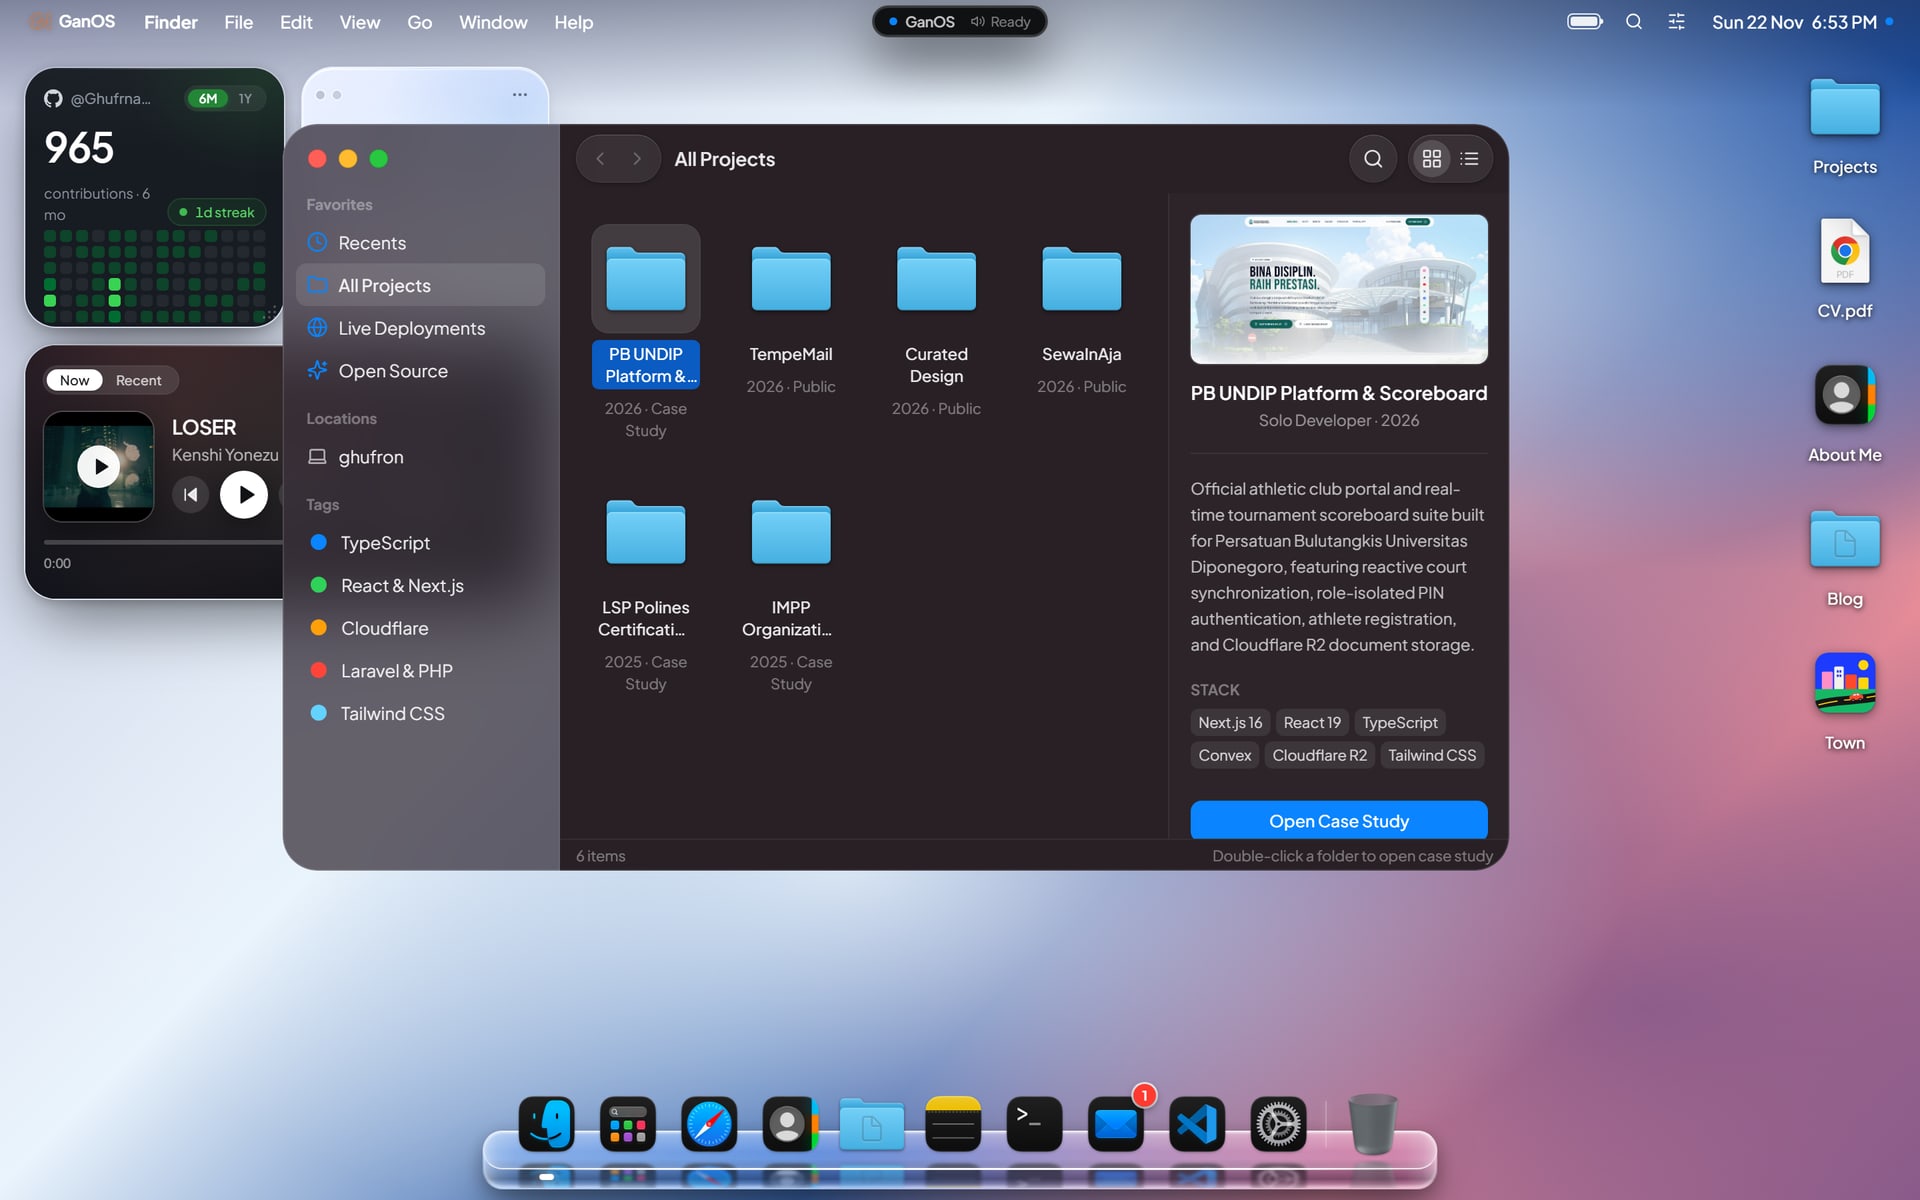 GanOS Finder File Edit View Go Window Help
GanOS Ready
Sun 22 Nov 6:53 PM
@Ghufrna...
6M 1Y
965
contributions · 6
mo
1d streak
Now Recent
LOSER
Kenshi Yonezu
0:00
Favorites
Recents
All Projects
Live Deployments
Open Source
Locations
ghufron
Tags
TypeScript
React & Next.js
Cloudflare
Laravel & PHP
Tailwind CSS
All Projects
PB UNDIP
Platform &...
2026 · Case
Study
TempeMail
2026 · Public
Curated
Design
2026 · Public
SewaInAja
2026 · Public
LSP Polines
Certificati...
2025 · Case
Study
IMPP
Organizati...
2025 · Case
Study
BINA DISIPLIN.
RAIH PRESTASI.
PB UNDIP Platform & Scoreboard
Solo Developer · 2026
Official athletic club portal and real-
time tournament scoreboard suite built
for Persatuan Bulutangkis Universitas
Diponegoro, featuring reactive court
synchronization, role-isolated PIN
authentication, athlete registration,
and Cloudflare R2 document storage.
STACK
Next.js 16 React 19 TypeScript
Convex Cloudflare R2 Tailwind CSS
Open Case Study
6 items
Double-click a folder to open case study
Projects
PDF
CV.pdf
About Me
Blog
Town
1